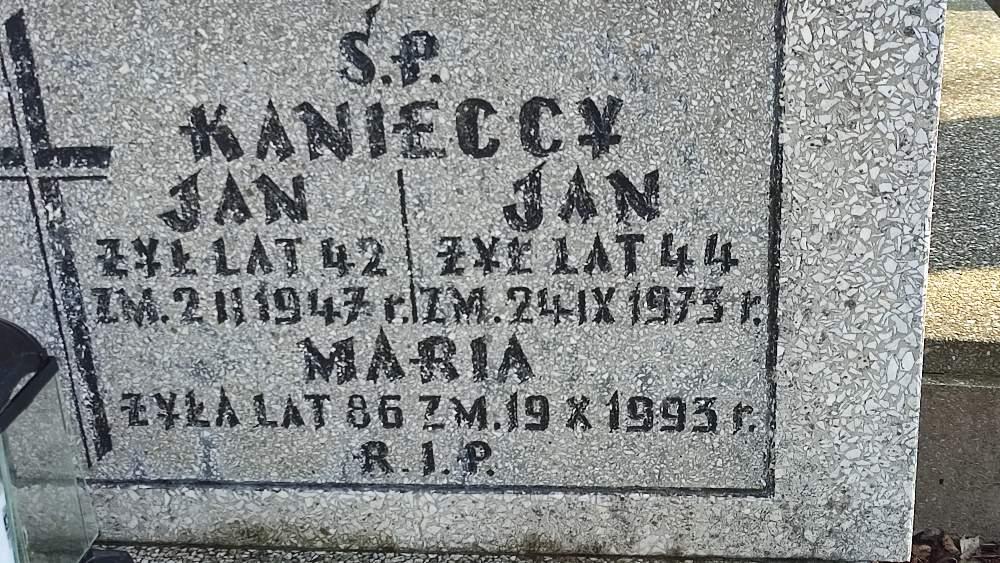 Ś.P.
KANIECCY
JAN JAN
ŻYŁ LAT 42 ŻYŁ LAT 44
ZM. 2 II 1947 r. ZM. 24 IX 1973 r.
MARIA
ŻYŁA LAT 86 ZM. 19 X 1993 r.
R.I.P.